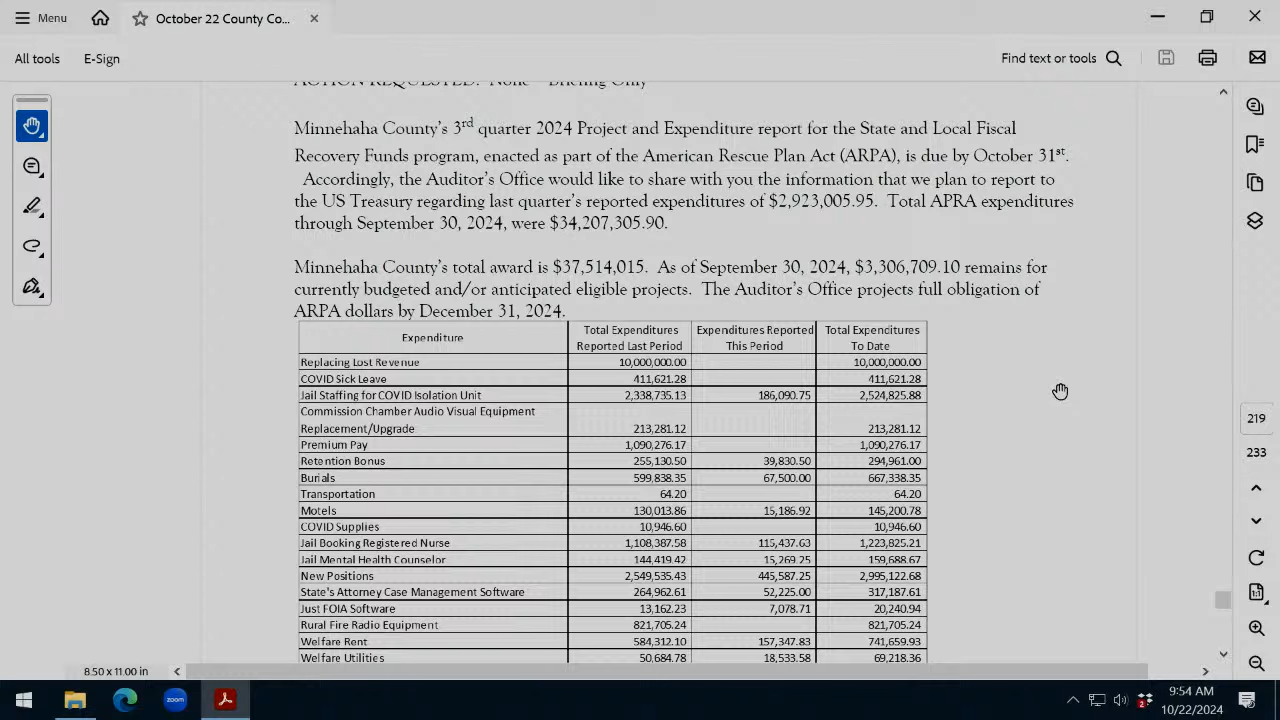 Menu
October 22 County Co...
All tools
E-Sign
Find text or tools
ACTION REQUESTED: None – Briefing Only
Minnehaha County's 3rd quarter 2024 Project and Expenditure report for the State and Local Fiscal
Recovery Funds program, enacted as part of the American Rescue Plan Act (ARPA), is due by October 31st.
Accordingly, the Auditor's Office would like to share with you the information that we plan to report to
the US Treasury regarding last quarter's reported expenditures of $2,923,005.95. Total APRA expenditures
through September 30, 2024, were $34,207,305.90.
Minnehaha County's total award is $37,514,015. As of September 30, 2024, $3,306,709.10 remains for
currently budgeted and/or anticipated eligible projects. The Auditor's Office projects full obligation of
ARPA dollars by December 31, 2024.
Expenditure | Total Expenditures Reported Last Period | Expenditures Reported This Period | Total Expenditures To Date
Replacing Lost Revenue 10,000,000.00 10,000,000.00
COVID Sick Leave 411,621.28 411,621.28
Jail Staffing for COVID Isolation Unit 2,338,735.13 186,090.75 2,524,825.88
Commission Chamber Audio Visual Equipment
Replacement/Upgrade 213,281.12 213,281.12
Premium Pay 1,090,276.17 1,090,276.17
Retention Bonus 255,130.50 39,830.50 294,961.00
Burials 599,838.35 67,500.00 667,338.35
Transportation 64.20 64.20
Motels 130,013.86 15,186.92 145,200.78
COVID Supplies 10,946.60 10,946.60
Jail Booking Registered Nurse 1,108,387.58 115,437.63 1,223,825.21
Jail Mental Health Counselor 144,419.42 15,269.25 159,688.67
New Positions 2,549,535.43 445,587.25 2,995,122.68
State's Attorney Case Management Software 264,962.61 52,225.00 317,187.61
Just FOIA Software 13,162.23 7,078.71 20,240.94
Rural Fire Radio Equipment 821,705.24 821,705.24
Welfare Rent 584,312.10 157,347.83 741,659.93
Welfare Utilities 50,684.78 18,533.58 69,218.36
219
233
1:1
8.50 x 11.00 in
zoom
2
9:54 AM
10/22/2024